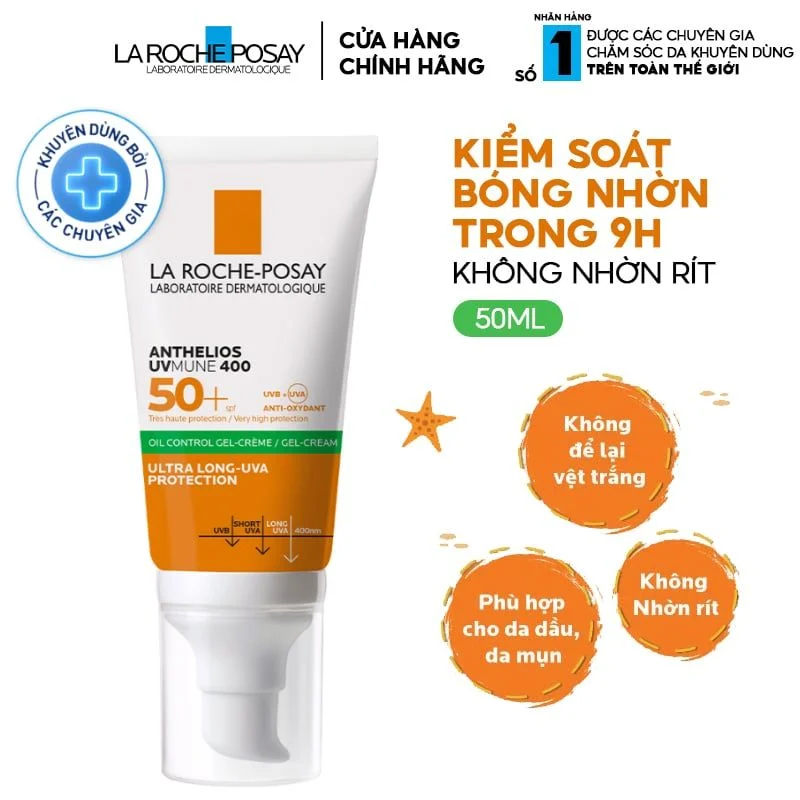 LA ROCHE POSAY
LABORATOIRE DERMATOLOGIQUE
CỬA HÀNG
CHÍNH HÃNG
NHÃN HÀNG
SỐ 1
ĐƯỢC CÁC CHUYÊN GIA
CHĂM SÓC DA KHUYÊN DÙNG
TRÊN TOÀN THẾ GIỚI
KHUYÊN DÙNG BỞI
CÁC CHUYÊN GIA
LA ROCHE-POSAY
LABORATOIRE DERMATOLOGIQUE
ANTHELIOS
UVMUNE 400
50+ spf
UVB + UVA
ANTI-OXYDANT
Très haute protection / Very high protection
OIL CONTROL GEL-CRÈME / GEL-CREAM
ULTRA LONG-UVA
PROTECTION
UVB
SHORT
UVA
LONG
UVA
400nm
KIỂM SOÁT
BÓNG NHỜN
TRONG 9H
KHÔNG NHỜN RÍT
50ML
Không
để lại
vệt trắng
Phù hợp
cho da dầu,
da mụn
Không
Nhờn rít